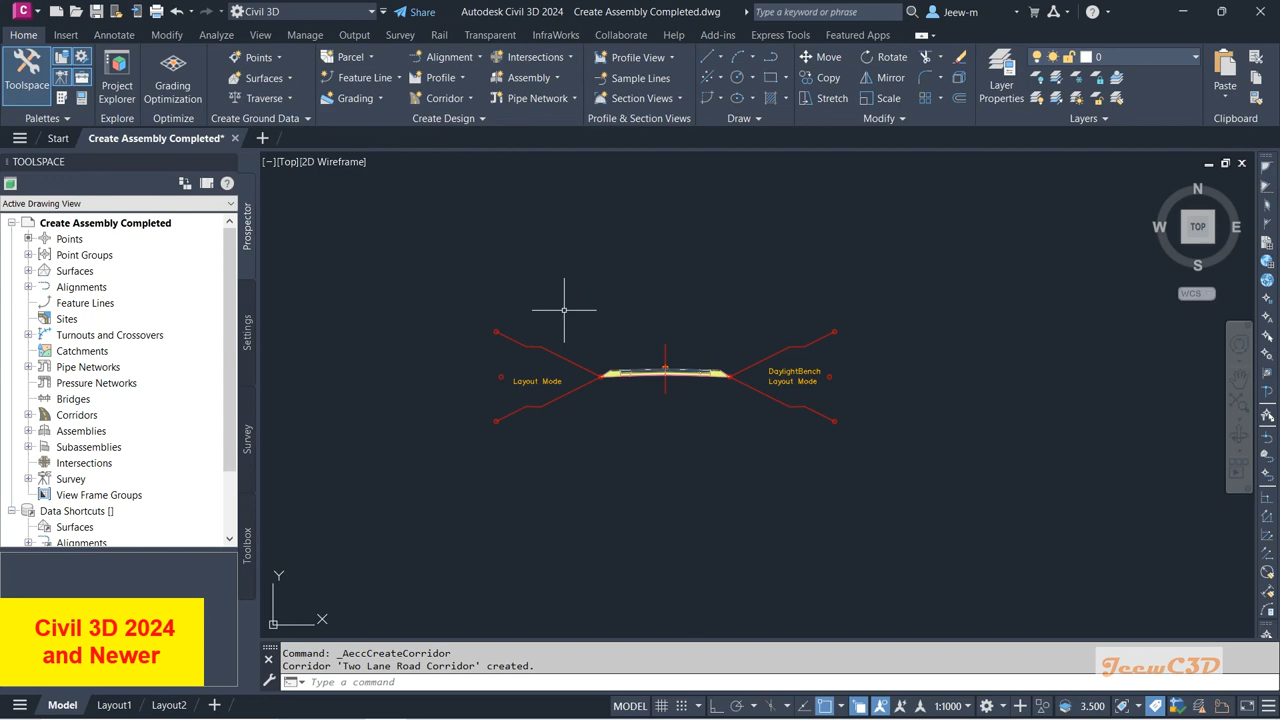 Civil 3D
Share
Autodesk Civil 3D 2024 Create Assembly Completed.dwg
Type a keyword or phrase
Jeew-m
Home Insert Annotate Modify Analyze View Manage Output Survey Rail Transparent InfraWorks Collaborate Help Add-ins Express Tools Featured Apps
Toolspace
Project Explorer
Grading Optimization
Points
Surfaces
Traverse
Parcel
Feature Line
Grading
Alignment
Profile
Corridor
Intersections
Assembly
Pipe Network
Profile View
Sample Lines
Section Views
Move
Copy
Stretch
Rotate
Mirror
Scale
Layer Properties
0
Paste
Palettes
Explore
Optimize
Create Ground Data
Create Design
Profile & Section Views
Draw
Modify
Layers
Clipboard
Start
Create Assembly Completed*
TOOLSPACE
Active Drawing View
Create Assembly Completed
Points
Point Groups
Surfaces
Alignments
Feature Lines
Sites
Turnouts and Crossovers
Catchments
Pipe Networks
Pressure Networks
Bridges
Corridors
Assemblies
Subassemblies
Intersections
Survey
View Frame Groups
Data Shortcuts []
Surfaces
Alignments
Prospector
Settings
Survey
Toolbox
[−][Top][2D Wireframe]
N
W TOP E
S
WCS
Layout Mode
DaylightBench
Layout Mode
Y
X
Civil 3D 2024
and Newer
Command: _AeccCreateCorridor
Corridor 'Two Lane Road Corridor' created.
Type a command
JeewC3D
Model Layout1 Layout2
MODEL
1:1000
3.500